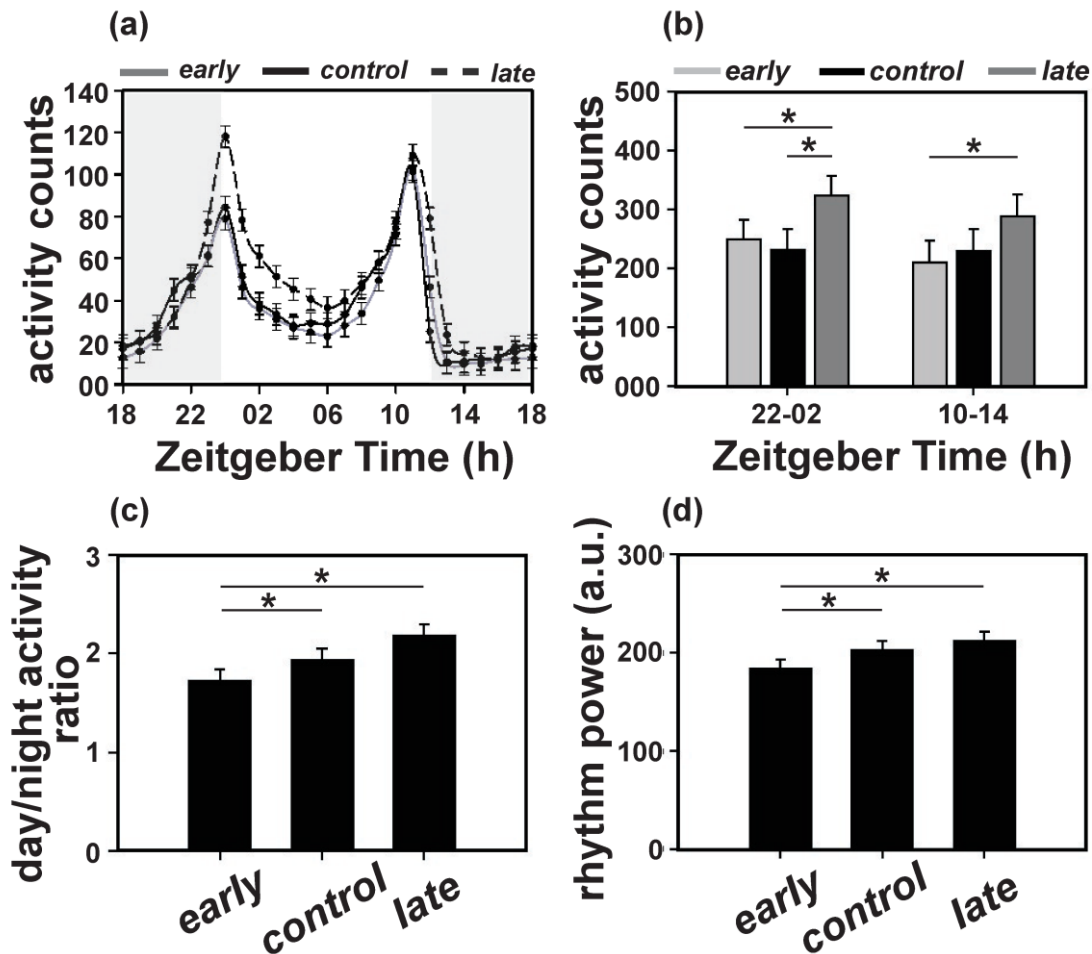 (a)
early control late
activity counts
140
120
100
80
60
40
20
00
18 22 02 06 10 14 18
Zeitgeber Time (h)
(b)
early control late
activity counts
500
400
300
200
100
000
* * *
22-02 10-14
Zeitgeber Time (h)
(c)
day/night activity
ratio
3
2
1
0
*
*
early control late
(d)
rhythm power (a.u.)
300
200
100
0
*
*
early control late